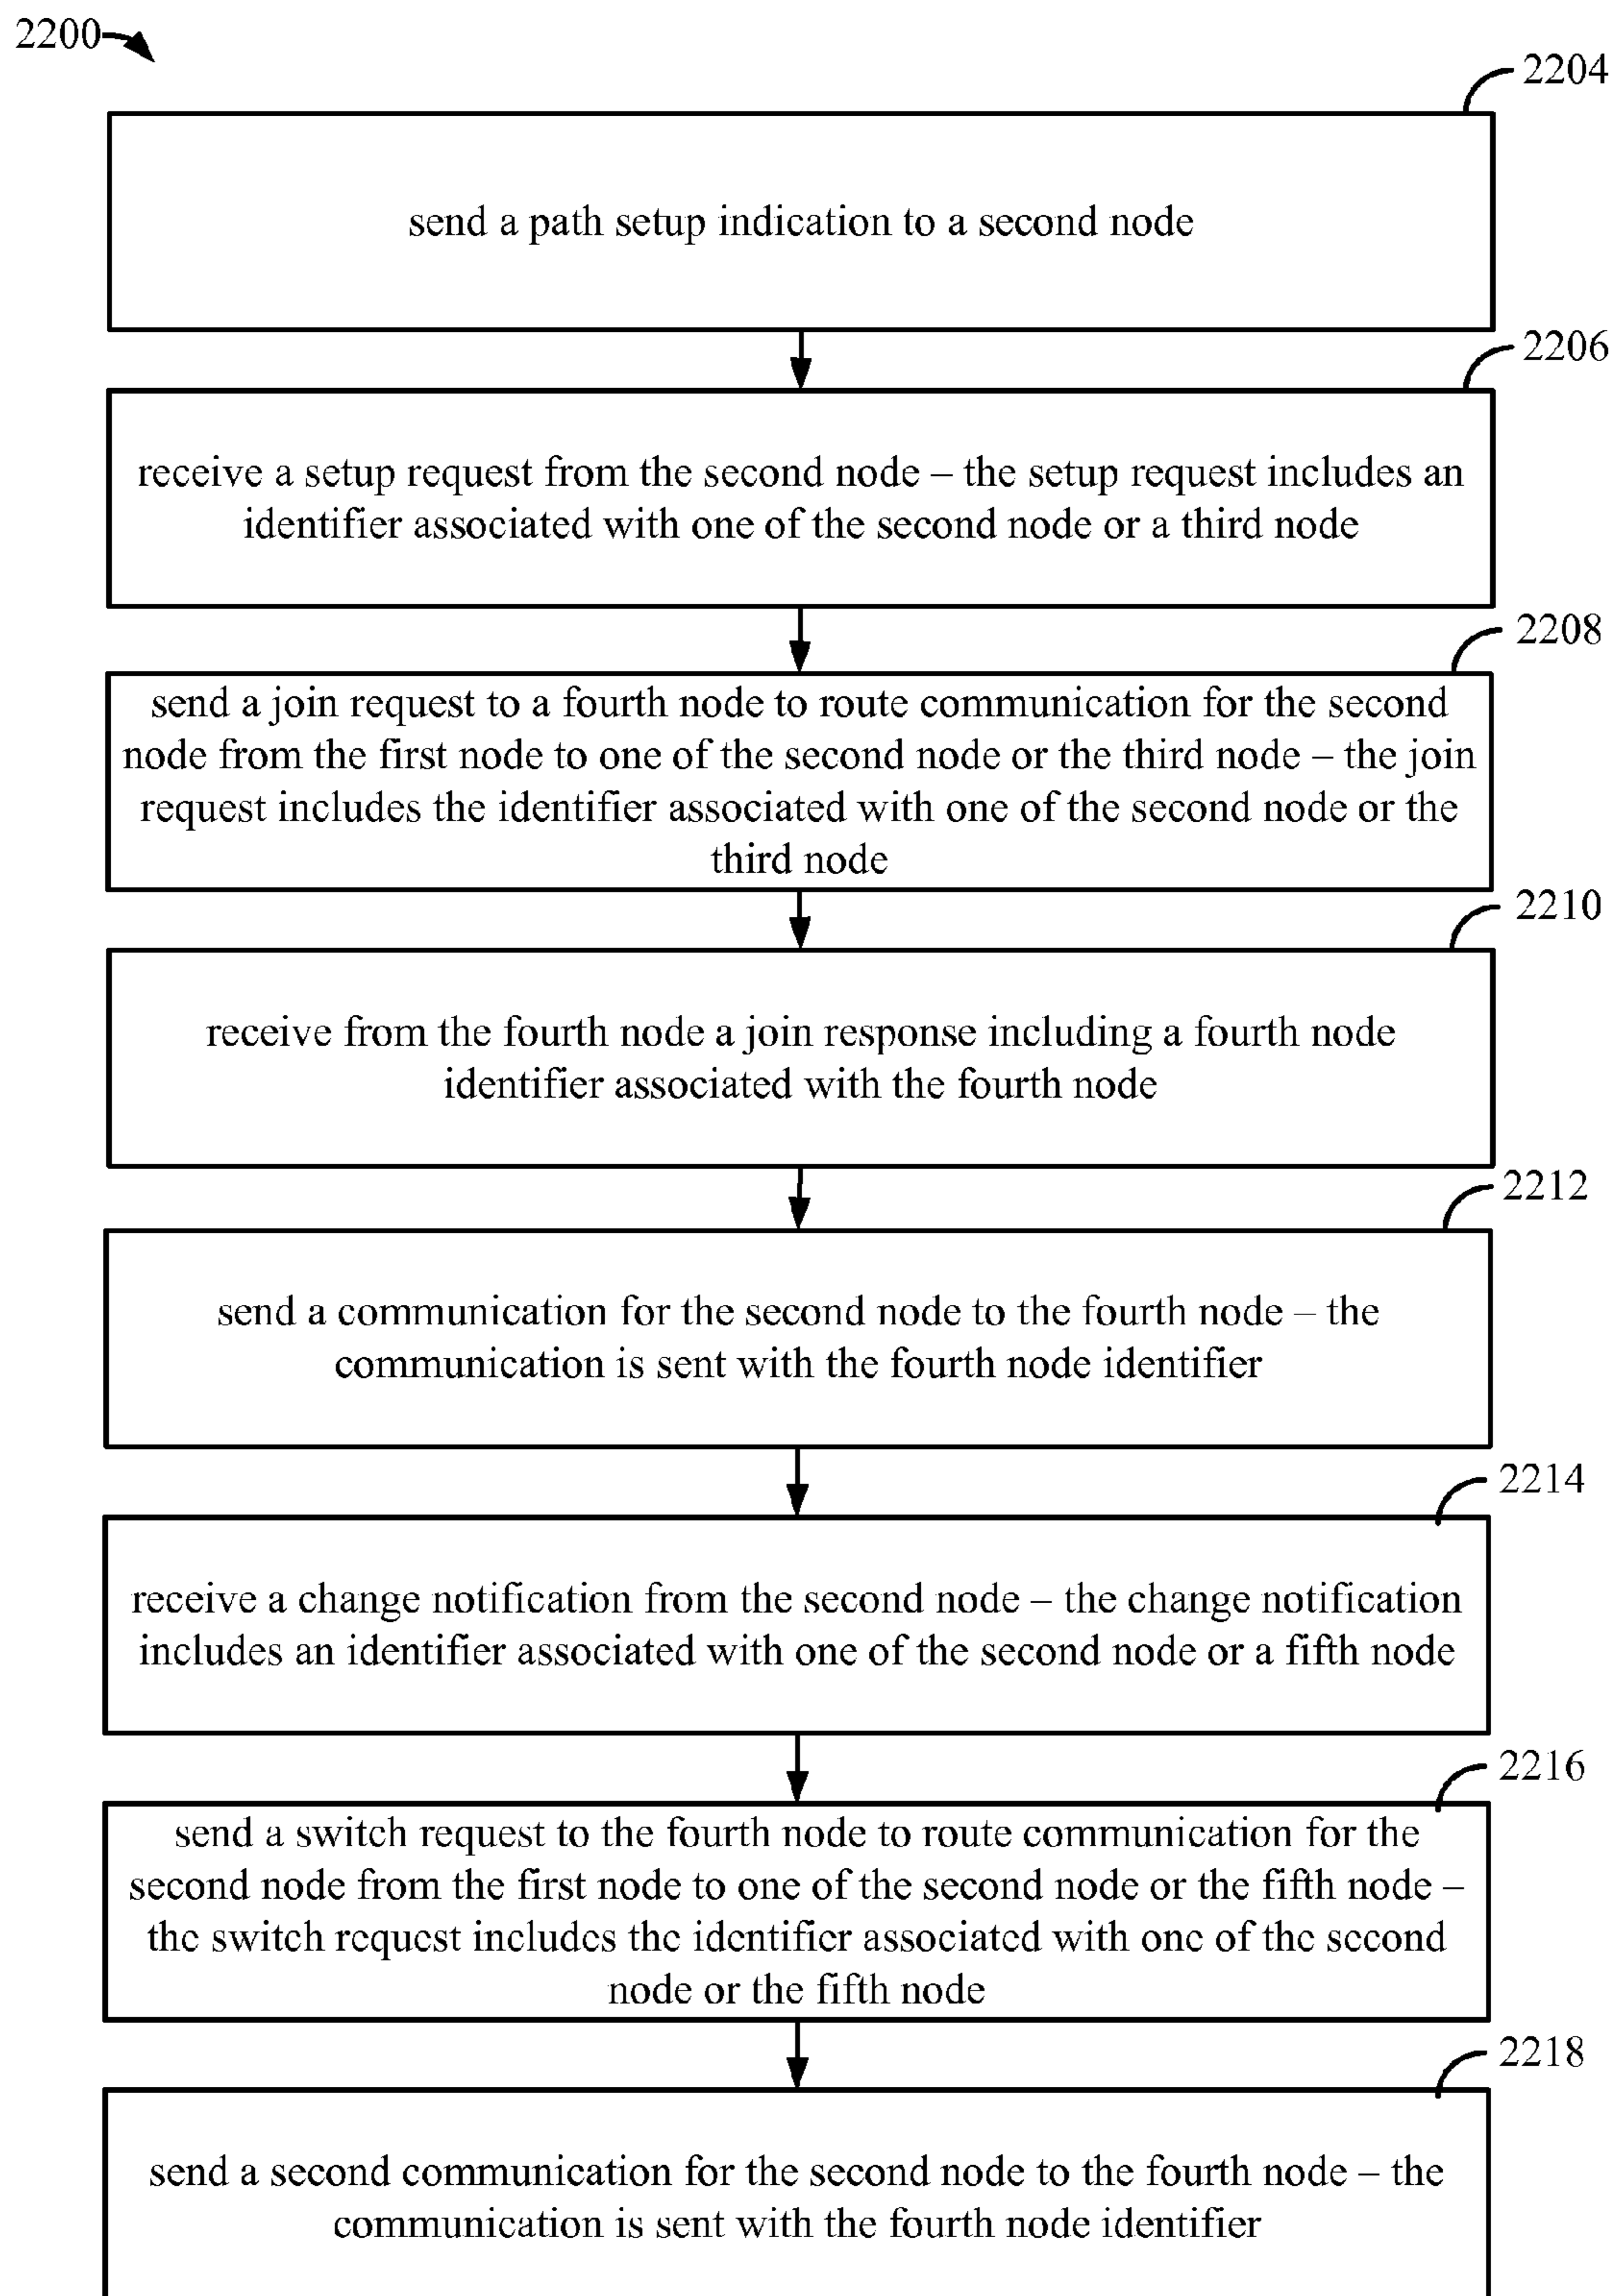 2200
2204
send a path setup indication to a second node
2206
receive a setup request from the second node – the setup request includes an
identifier associated with one of the second node or a third node
2208
send a join request to a fourth node to route communication for the second
node from the first node to one of the second node or the third node – the join
request includes the identifier associated with one of the second node or the
third node
2210
receive from the fourth node a join response including a fourth node
identifier associated with the fourth node
2212
send a communication for the second node to the fourth node – the
communication is sent with the fourth node identifier
2214
receive a change notification from the second node – the change notification
includes an identifier associated with one of the second node or a fifth node
2216
send a switch request to the fourth node to route communication for the
second node from the first node to one of the second node or the fifth node –
the switch request includes the identifier associated with one of the second
node or the fifth node
2218
send a second communication for the second node to the fourth node – the
communication is sent with the fourth node identifier